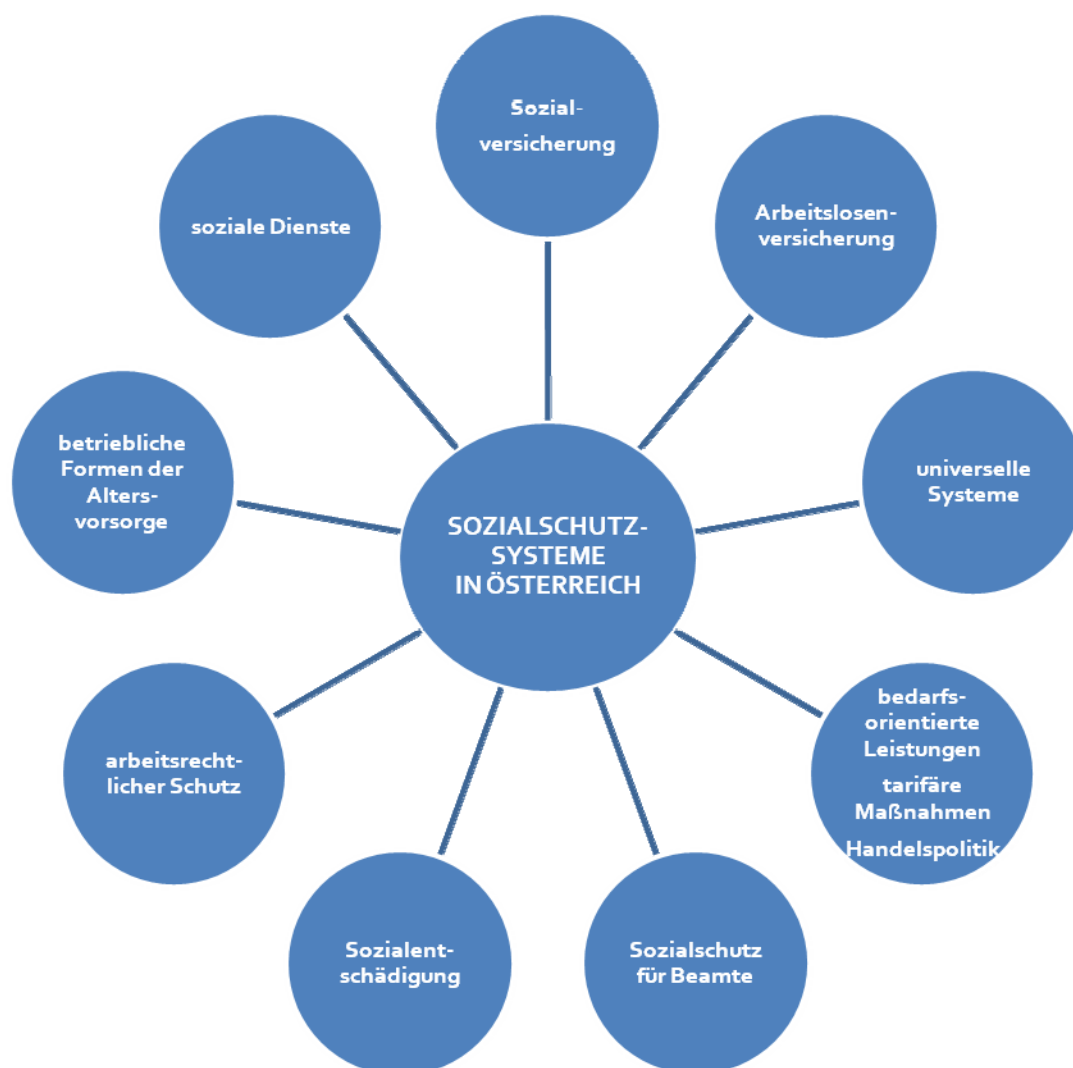 Sozial-
versicherung
Arbeitslosen-
versicherung
universelle
Systeme
bedarfs-
orientierte
Leistungen
tarifäre
Maßnahmen
Handelspolitik
Sozialschutz
für Beamte
Sozialent-
schädigung
arbeitsrecht-
licher Schutz
betriebliche
Formen der
Alters-
vorsorge
soziale Dienste
SOZIALSCHUTZ-
SYSTEME
IN ÖSTERREICH